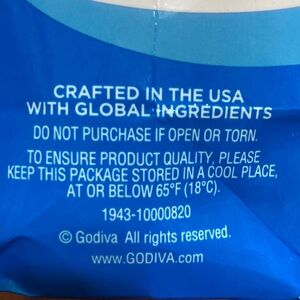 CRAFTED IN THE USA
WITH GLOBAL INGREDIENTS
DO NOT PURCHASE IF OPEN OR TORN.
TO ENSURE PRODUCT QUALITY, PLEASE
KEEP THIS PACKAGE STORED IN A COOL PLACE,
AT OR BELOW 65°F (18°C).
1943-10000820
© Godiva All rights reserved.
www.GODIVA.com